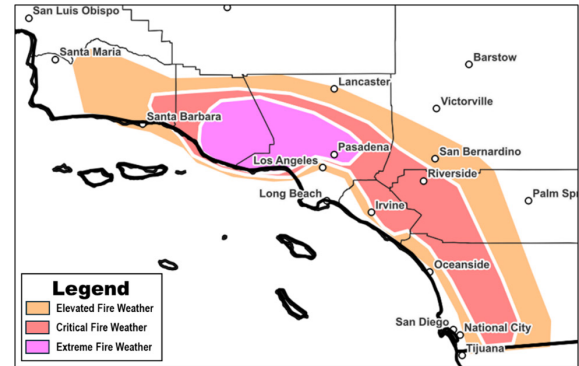 San Luis Obispo
Santa Maria
Barstow
Lancaster
Victorville
Santa Barbara
Pasadena
San Bernardino
Los Angeles
Riverside
Long Beach
Palm Spr
Irvine
Oceanside
Legend
Elevated Fire Weather
Critical Fire Weather
Extreme Fire Weather
San Diego
National City
Tijuana